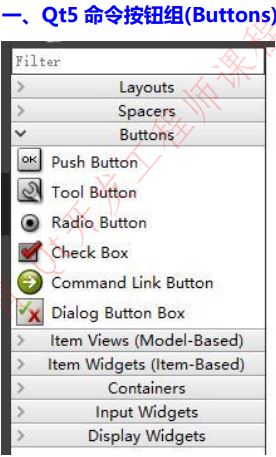 一、Qt5 命令按钮组(Buttons)
Filter
Layouts
Spacers
Buttons
OK Push Button
Tool Button
Radio Button
Check Box
Command Link Button
Dialog Button Box
Item Views (Model-Based)
Item Widgets (Item-Based)
Containers
Input Widgets
Display Widgets